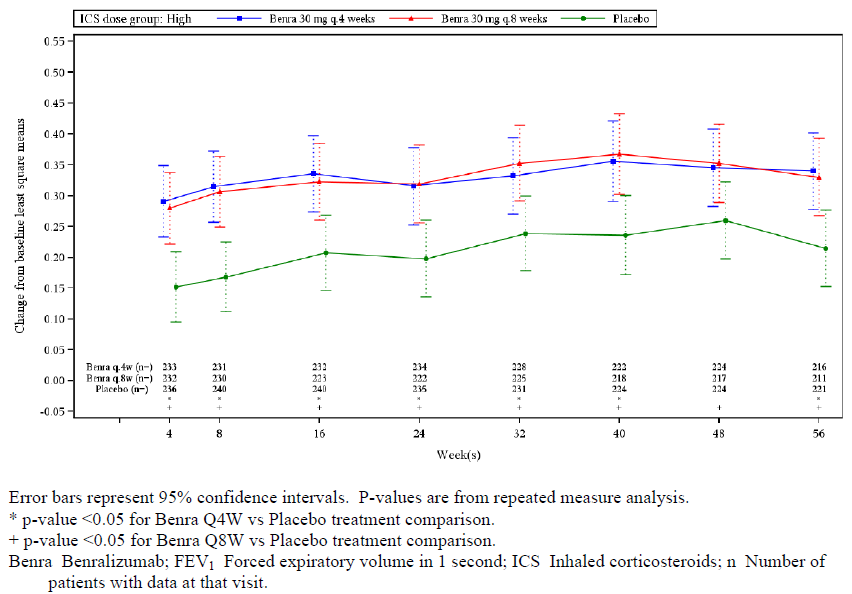 ICS dose group: High Benra 30 mg q.4 weeks Benra 30 mg q.8 weeks Placebo
0.55
0.50
0.45
0.40
0.35
0.30
0.25
0.20
0.15
0.10
0.05
0.00
-0.05
Change from baseline least square means
Benra q.4w (n=) 233 231 232 234 228 222 224 216
Benra q.8w (n=) 232 230 223 222 225 218 217 211
Placebo (n=) 236 240 240 235 231 224 224 221
* * * * * * *
+ + + + + + + +
4 8 16 24 32 40 48 56
Week(s)
Error bars represent 95% confidence intervals. P-values are from repeated measure analysis.
* p-value <0.05 for Benra Q4W vs Placebo treatment comparison.
+ p-value <0.05 for Benra Q8W vs Placebo treatment comparison.
Benra Benralizumab; FEV1 Forced expiratory volume in 1 second; ICS Inhaled corticosteroids; n Number of
patients with data at that visit.